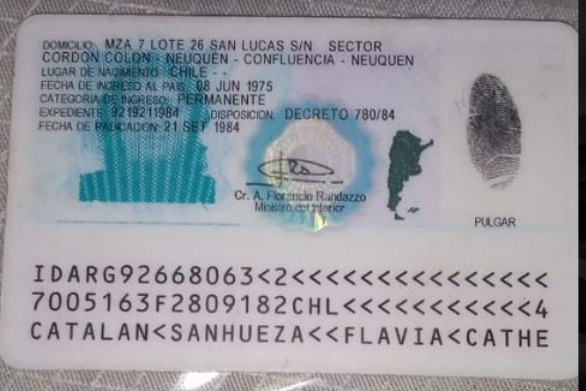 DOMICILIO: MZA 7 LOTE 26 SAN LUCAS S/N SECTOR
CORDON COLON - NEUQUÉN - CONFLUENCIA - NEUQUEN
LUGAR DE NACIMIENTO: CHILE - -
FECHA DE INGRESO AL PAIS: 08 JUN 1975
CATEGORIA DE INGRESO: PERMANENTE
EXPEDIENTE: 9219211984 DISPOSICION: DECRETO 780/84
FECHA DE RADICACION: 21 SET 1984
Cr. A. Florencio Randazzo
Ministro del Interior
PULGAR
IDARG92668063<2<<<<<<<<<<<<<<<
7005163F2809182CHL<<<<<<<<<<<4
CATALAN<SANHUEZA<<FLAVIA<CATHE